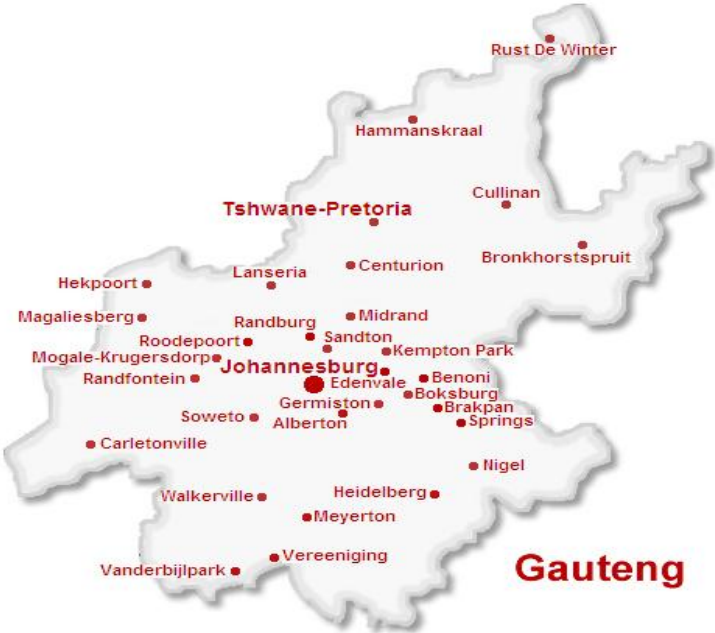 Rust De Winter
Hammanskraal
Cullinan
Tshwane-Pretoria
Bronkhorstspruit
Centurion
Lanseria
Hekpoort
Magaliesberg
Midrand
Randburg
Roodepoort
Sandton
Kempton Park
Mogale-Krugersdorp
Johannesburg
Randfontein
Edenvale
Benoni
Boksburg
Germiston
Brakpan
Soweto
Alberton
Springs
Carletonville
Nigel
Walkerville
Heidelberg
Meyerton
Vereeniging
Vanderbijlpark
Gauteng